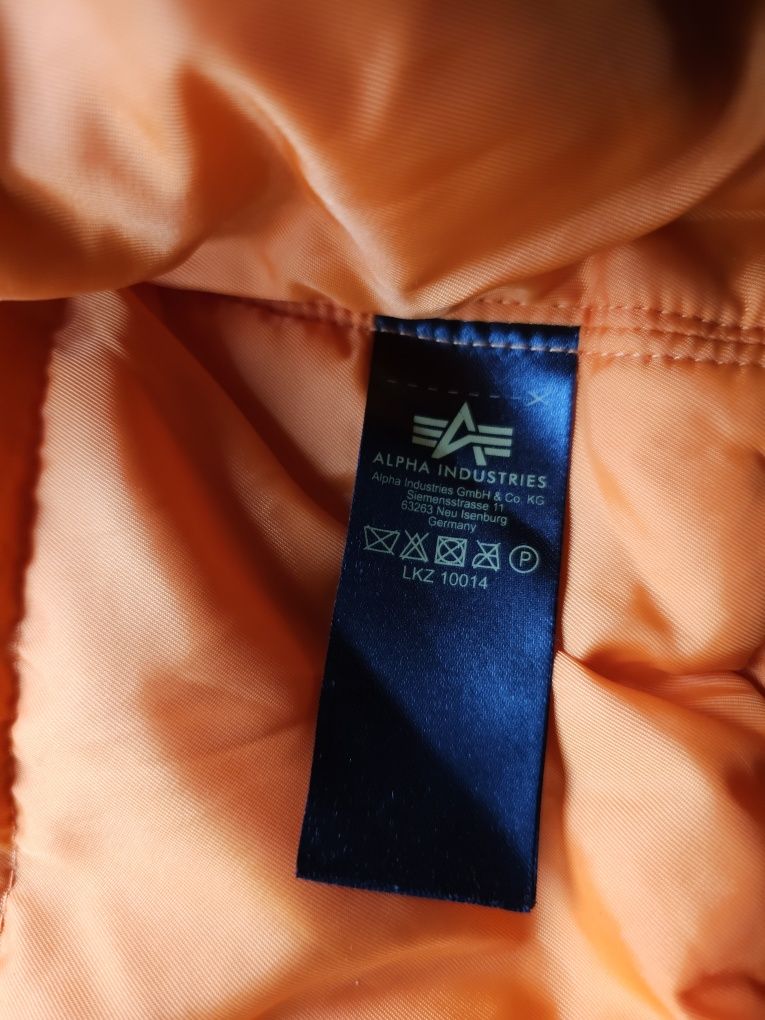 ALPHA INDUSTRIES
Alpha Industries GmbH & Co. KG
Siemensstrasse 11
63263 Neu Isenburg
Germany
P
LKZ 10014